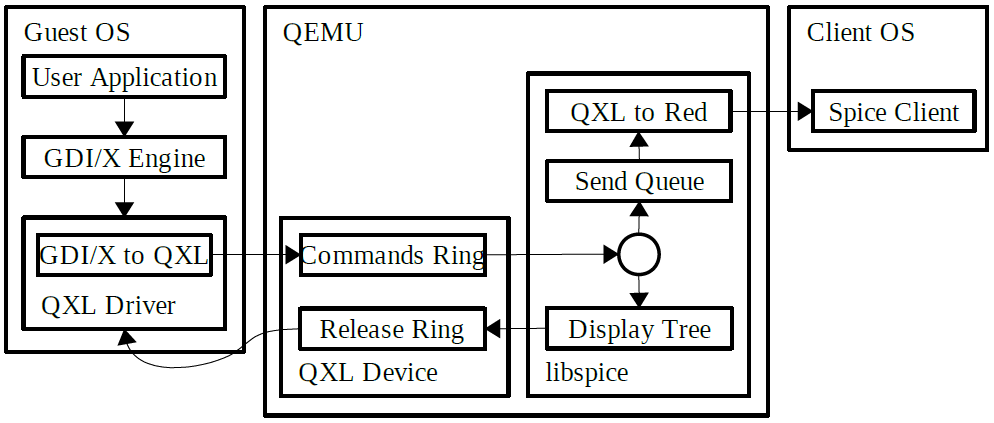 Guest OS
User Application
GDI/X Engine
GDI/X to QXL
QXL Driver
QEMU
Commands Ring
Release Ring
QXL Device
QXL to Red
Send Queue
Display Tree
libspice
Client OS
Spice Client